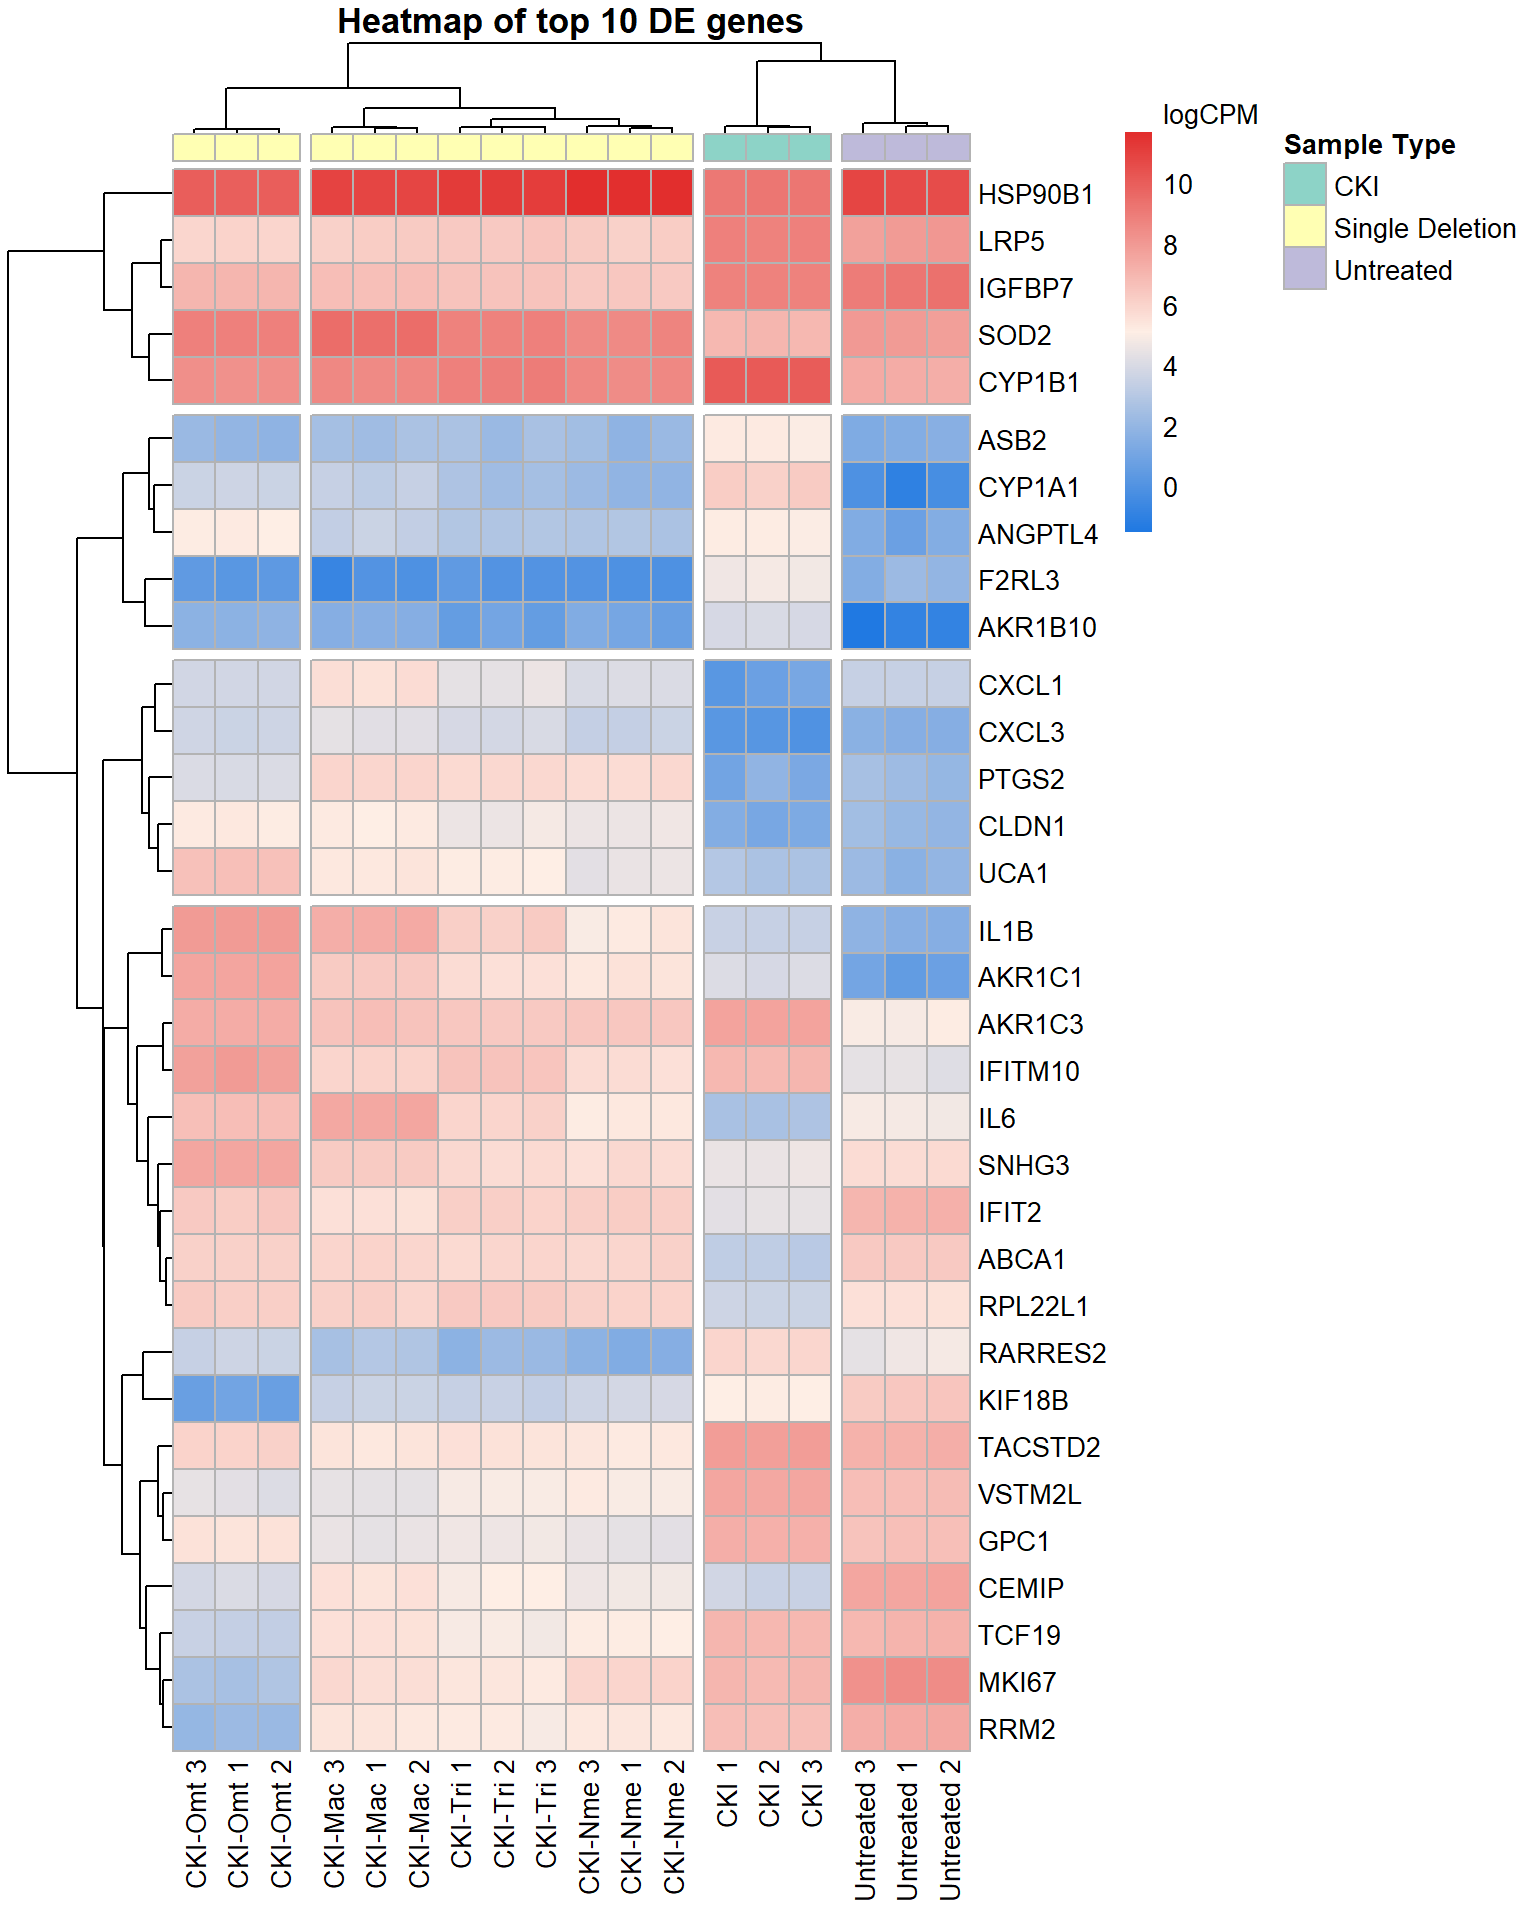 Heatmap of top 10 DE genes
logCPM
10
8
6
4
2
0
Sample Type
CKI
Single Deletion
Untreated
HSP90B1
LRP5
IGFBP7
SOD2
CYP1B1
ASB2
CYP1A1
ANGPTL4
F2RL3
AKR1B10
CXCL1
CXCL3
PTGS2
CLDN1
UCA1
IL1B
AKR1C1
AKR1C3
IFITM10
IL6
SNHG3
IFIT2
ABCA1
RPL22L1
RARRES2
KIF18B
TACSTD2
VSTM2L
GPC1
CEMIP
TCF19
MKI67
RRM2
CKI-Omt 3
CKI-Omt 1
CKI-Omt 2
CKI-Mac 3
CKI-Mac 1
CKI-Mac 2
CKI-Tri 1
CKI-Tri 2
CKI-Tri 3
CKI-Nme 3
CKI-Nme 1
CKI-Nme 2
CKI 1
CKI 2
CKI 3
Untreated 3
Untreated 1
Untreated 2